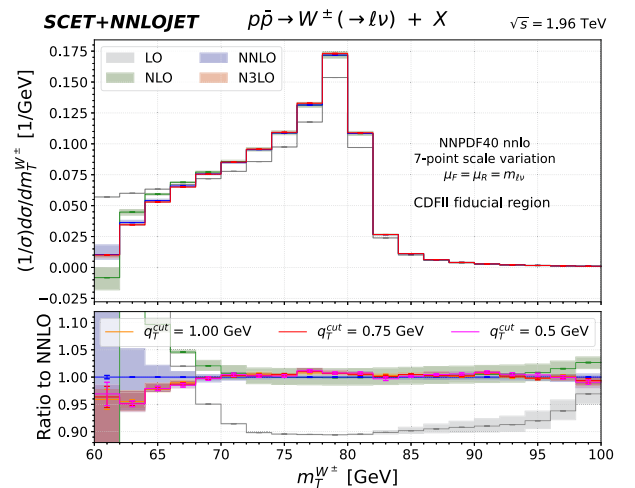 SCET+NNLOJET pp̄ → W± (→ ℓν) + X √s = 1.96 TeV
LO NNLO
NLO N3LO
NNPDF40 nnlo
7-point scale variation
μF = μR = mℓν
CDFII fiducial region
(1/σ)dσ/dm_T^{W±} [1/GeV]
0.175
0.150
0.125
0.100
0.075
0.050
0.025
0.000
−0.025
q_T^{cut} = 1.00 GeV q_T^{cut} = 0.75 GeV q_T^{cut} = 0.5 GeV
Ratio to NNLO
1.10
1.05
1.00
0.95
0.90
60 65 70 75 80 85 90 95 100
m_T^{W±} [GeV]